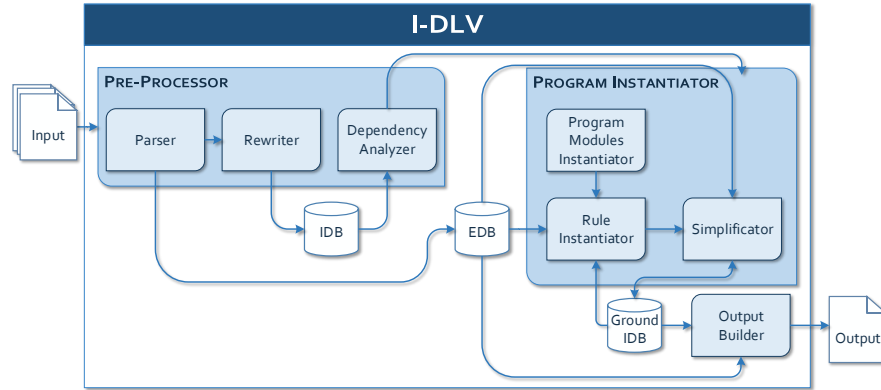 I-DLV
PRE-PROCESSOR
PROGRAM INSTANTIATOR
Input
Parser
Rewriter
Dependency
Analyzer
Program
Modules
Instantiator
IDB
EDB
Rule
Instantiator
Simplificator
Ground
IDB
Output
Builder
Output